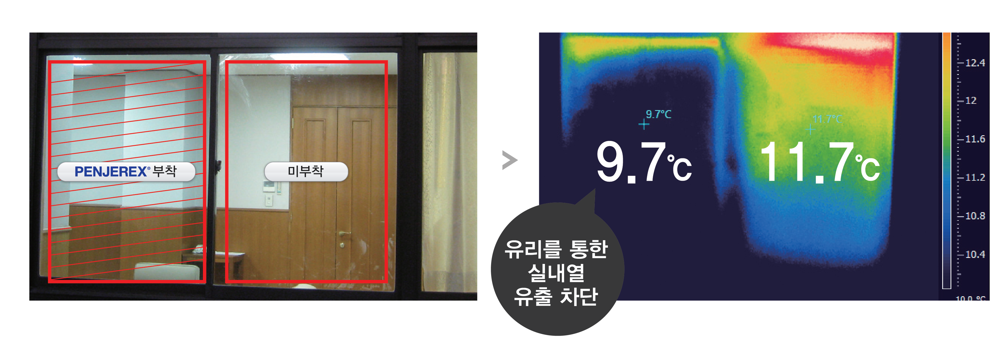 PENJEREX® 부착
미부착
>
9.7°C
11.7°C
9.7℃
11.7℃
유리를 통한
실내열
유출 차단
12.4
12
11.6
11.2
10.8
10.4
10.0 °C